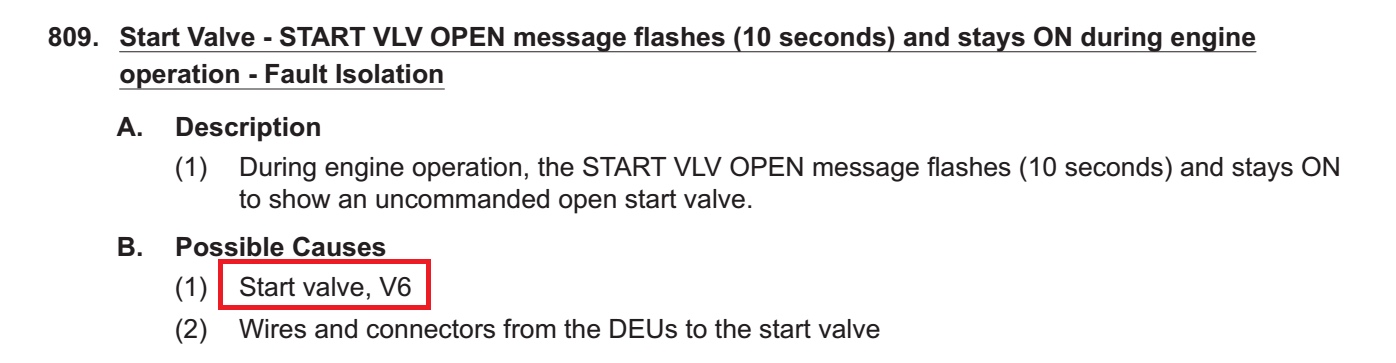 809. Start Valve - START VLV OPEN message flashes (10 seconds) and stays ON during engine
operation - Fault Isolation
A. Description
(1) During engine operation, the START VLV OPEN message flashes (10 seconds) and stays ON
to show an uncommanded open start valve.
B. Possible Causes
(1) Start valve, V6
(2) Wires and connectors from the DEUs to the start valve